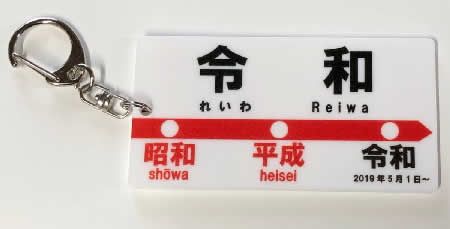 令和
れいわ Reiwa
昭和 平成 令和
shōwa heisei 2019年5月1日～